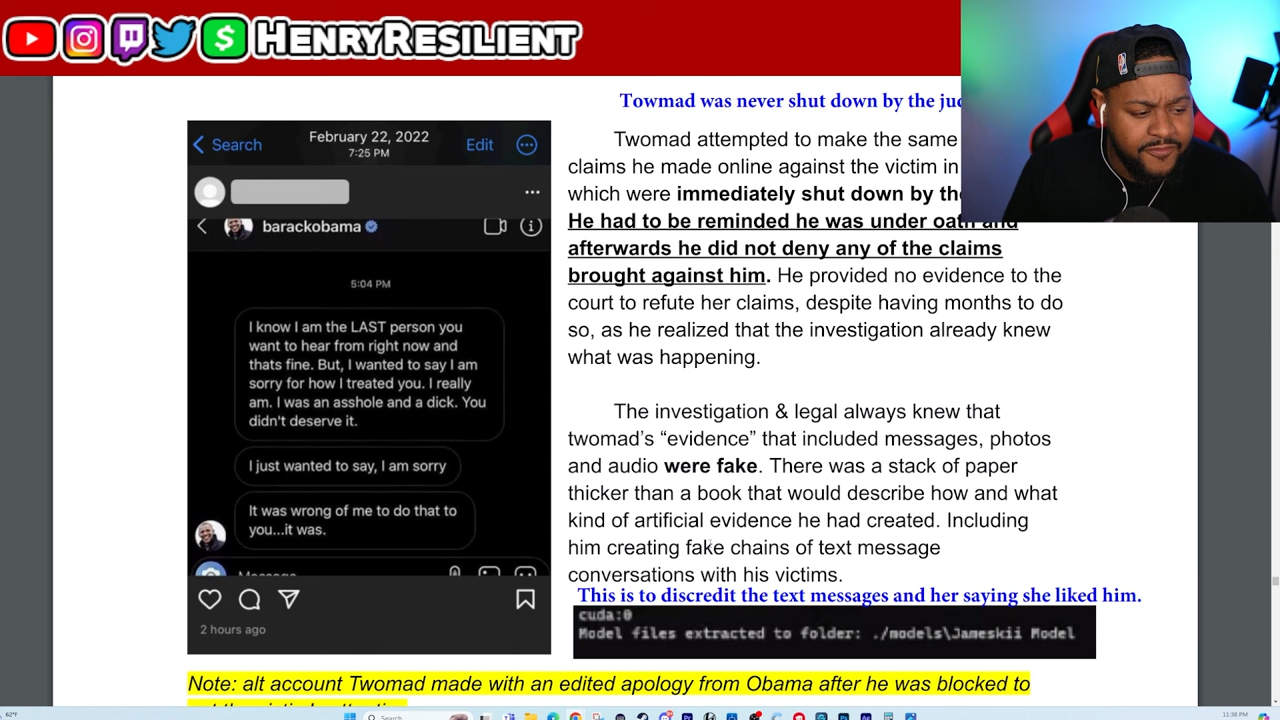 HENRYRESILIENT
Towmad was never shut down by the
Twomad attempted to make the same
claims he made online against the victim in
which were immediately shut down by
He had to be reminded he was under oath and
afterwards he did not deny any of the claims
brought against him. He provided no evidence to the
court to refute her claims, despite having months to do
so, as he realized that the investigation already knew
what was happening.
The investigation & legal always knew that
twomad’s “evidence” that included messages, photos
and audio were fake. There was a stack of paper
thicker than a book that would describe how and what
kind of artificial evidence he had created. Including
him creating fake chains of text message
conversations with his victims.
This is to discredit the text messages and her saying she liked him.
cuda:0
Model files extracted to folder: ./models\Jameskii Model
Search
February 22, 2022
7:25 PM
Edit
barackobama
5:04 PM
I know I am the LAST person you
want to hear from right now and
thats fine. But, I wanted to say I am
sorry for how I treated you. I really
am. I was an asshole and a dick. You
didn't deserve it.
I just wanted to say, I am sorry
It was wrong of me to do that to
you...it was.
2 hours ago
Note: alt account Twomad made with an edited apology from Obama after he was blocked to
62°F
Search
11:38 PM